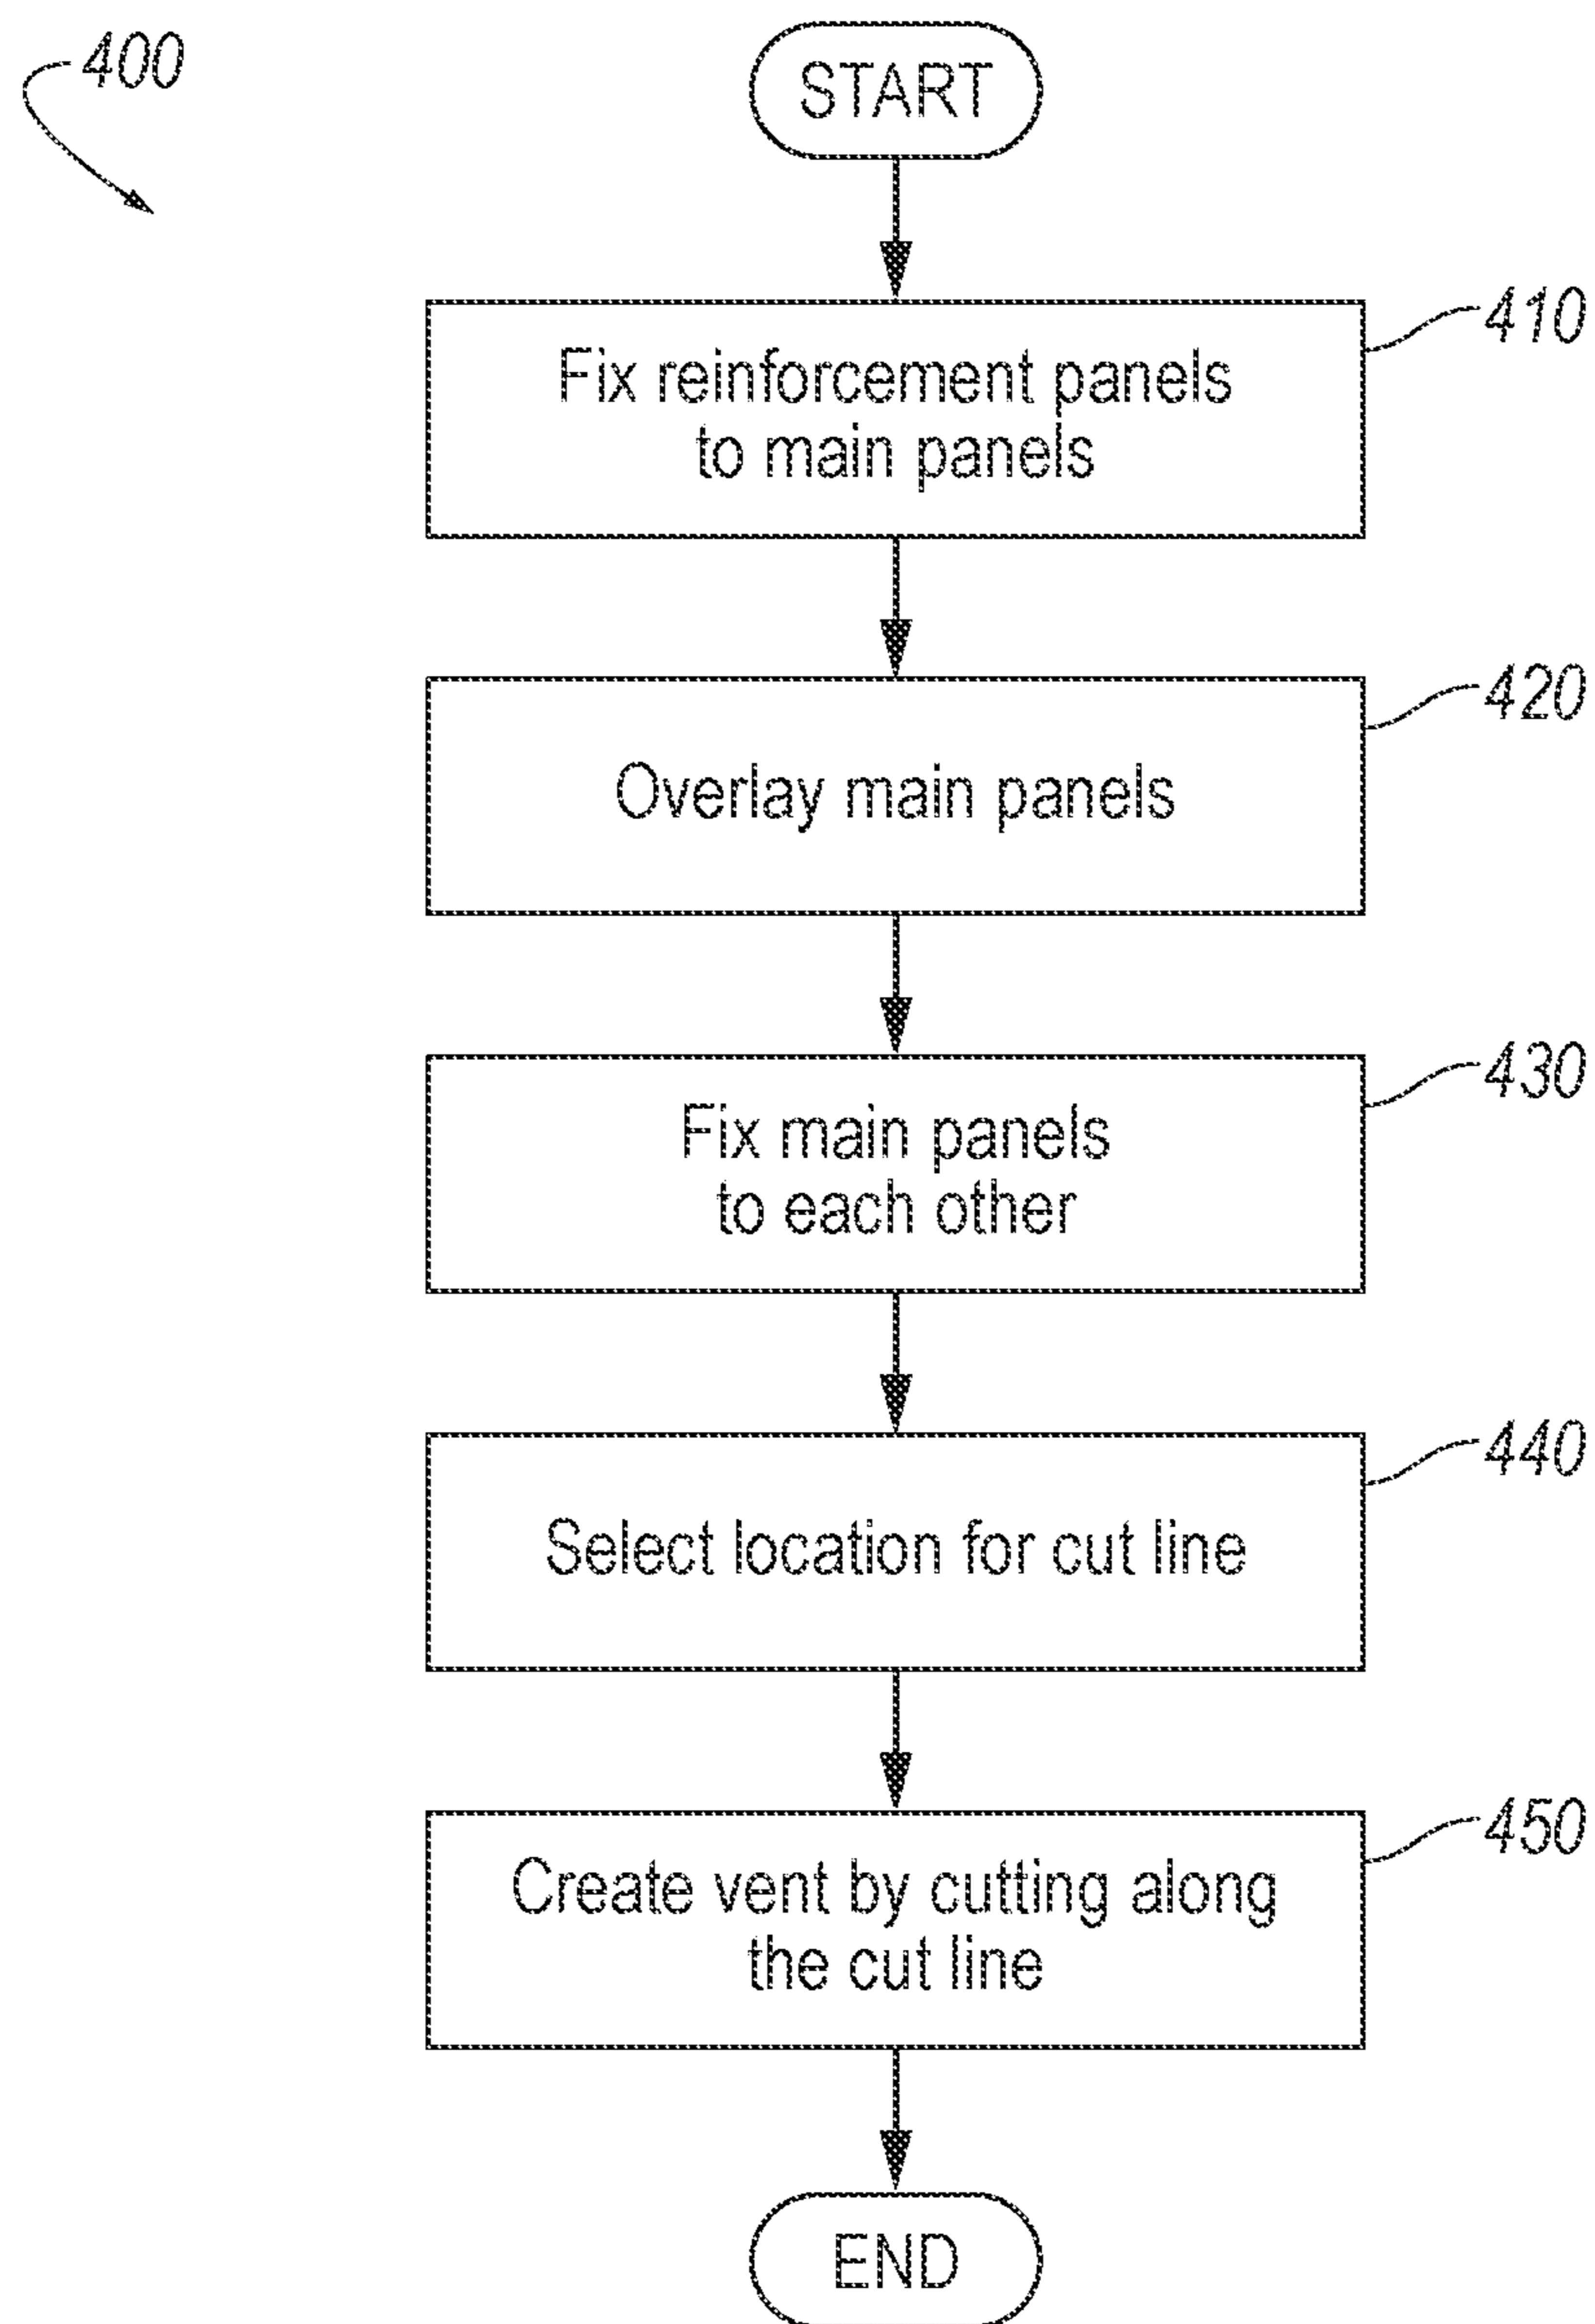 400
START
410
Fix reinforcement panels
to main panels
420
Overlay main panels
430
Fix main panels
to each other
440
Select location for cut line
450
Create vent by cutting along
the cut line
END